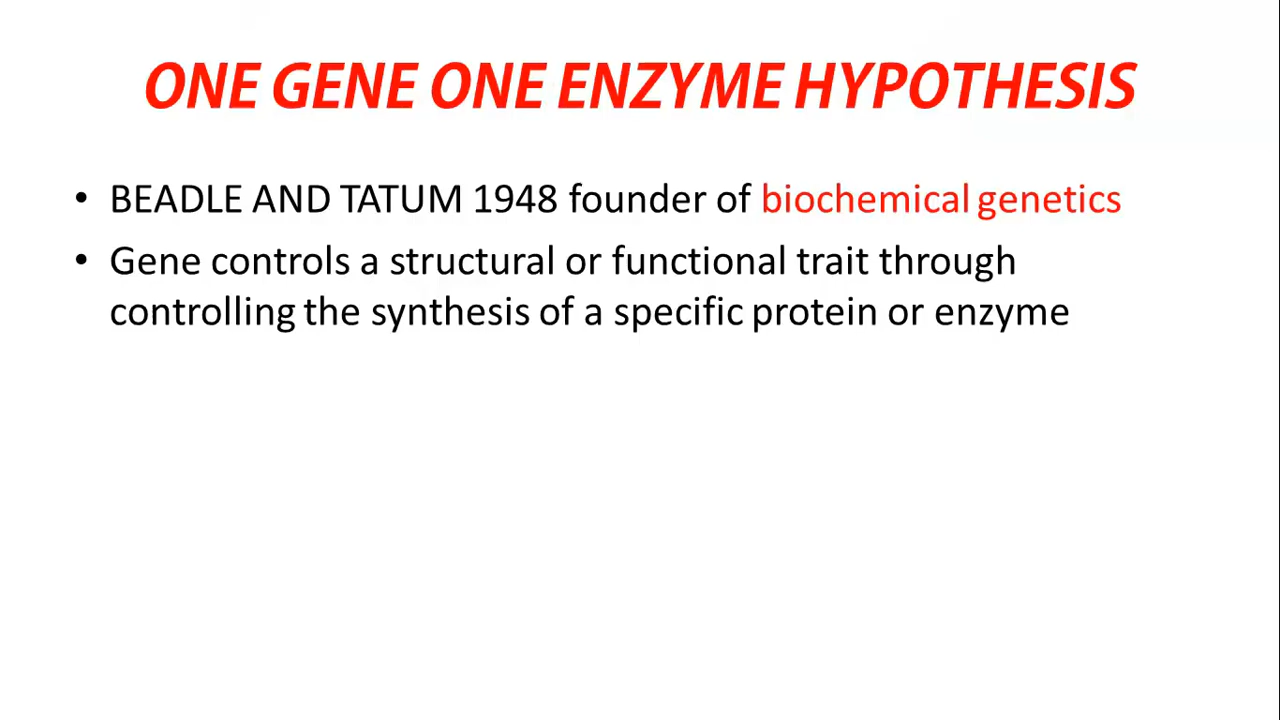 ONE GENE ONE ENZYME HYPOTHESIS
• BEADLE AND TATUM 1948 founder of biochemical genetics
• Gene controls a structural or functional trait through
controlling the synthesis of a specific protein or enzyme